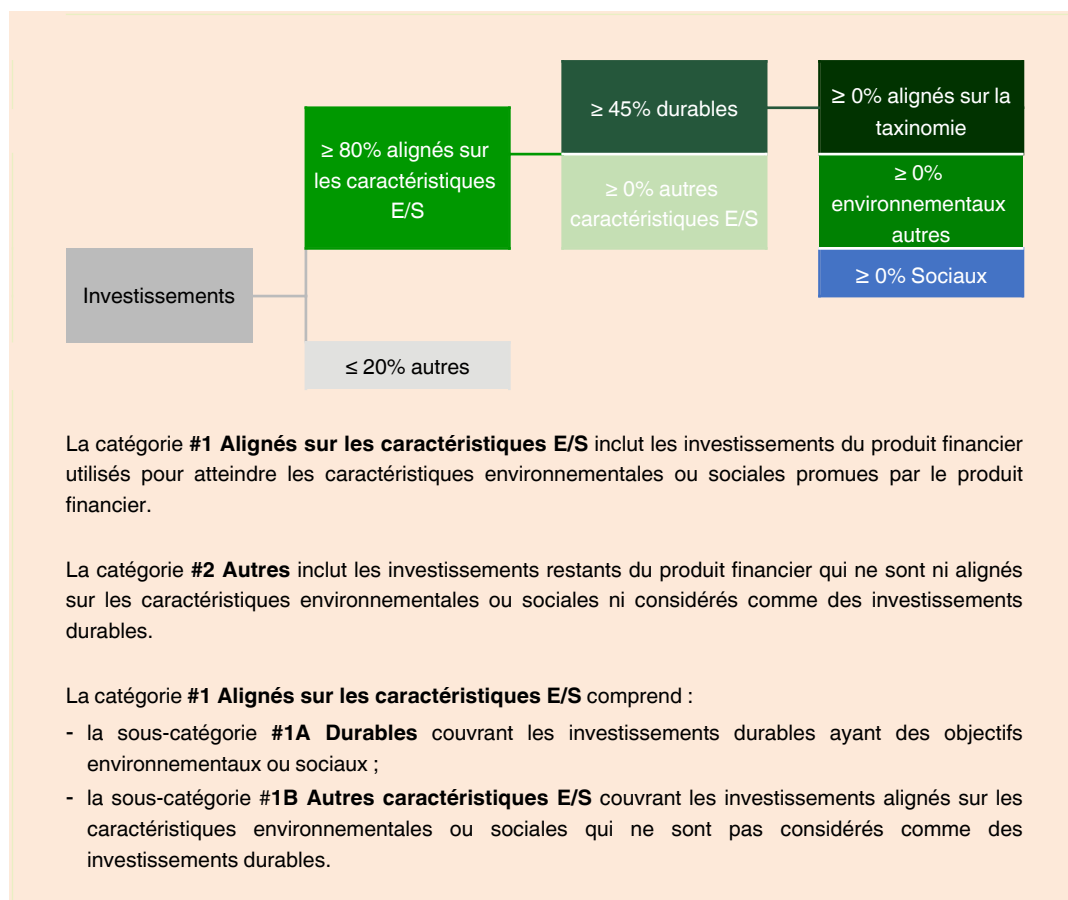 ≥ 45% durables
≥ 0% alignés sur la
taxinomie
≥ 80% alignés sur
les caractéristiques
E/S
≥ 0% autres
caractéristiques E/S
≥ 0%
environnementaux
autres
≥ 0% Sociaux
Investissements
≤ 20% autres
La catégorie #1 Alignés sur les caractéristiques E/S inclut les investissements du produit financier
utilisés pour atteindre les caractéristiques environnementales ou sociales promues par le produit
financier.
La catégorie #2 Autres inclut les investissements restants du produit financier qui ne sont ni alignés
sur les caractéristiques environnementales ou sociales ni considérés comme des investissements
durables.
La catégorie #1 Alignés sur les caractéristiques E/S comprend :
- la sous-catégorie #1A Durables couvrant les investissements durables ayant des objectifs
environnementaux ou sociaux ;
- la sous-catégorie #1B Autres caractéristiques E/S couvrant les investissements alignés sur les
caractéristiques environnementales ou sociales qui ne sont pas considérés comme des
investissements durables.